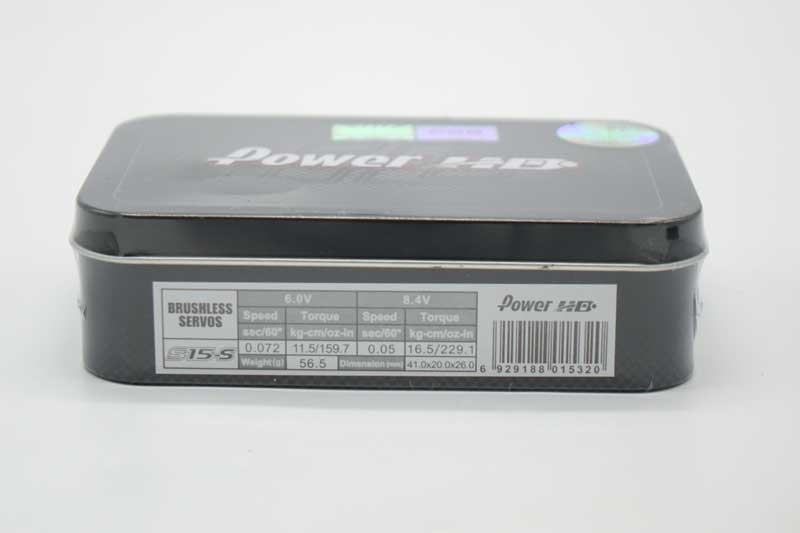 Power HD
BRUSHLESS
SERVOS
6.0V 8.4V
Speed Torque Speed Torque
sec/60° kg-cm/oz-in sec/60° kg-cm/oz-in
S15-S 0.072 11.5/159.7 0.05 16.5/229.1
Weight(g) 56.5 Dimension(mm) 41.0x20.0x26.0
Power HD
6 929188 015320